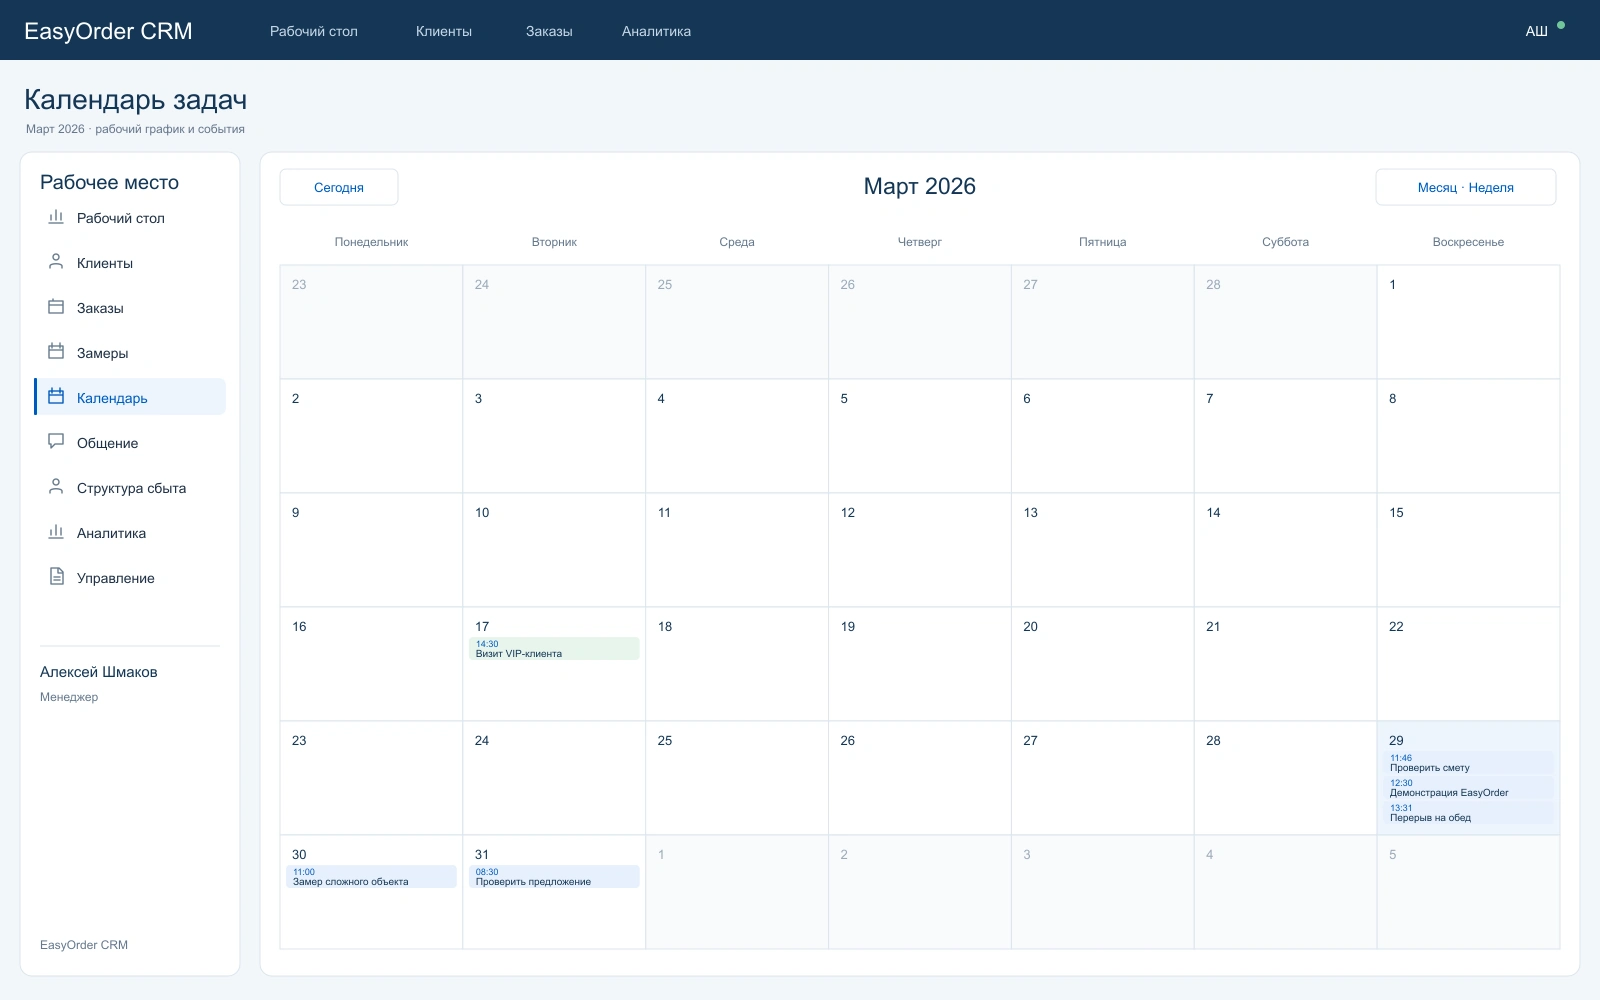 EasyOrder CRM
Рабочий стол
Клиенты
Заказы
Аналитика
АШ
Календарь задач
Март 2026 · рабочий график и события
Рабочее место
Рабочий стол
Клиенты
Заказы
Замеры
Календарь
Общение
Структура сбыта
Аналитика
Управление
Алексей Шмаков
Менеджер
EasyOrder CRM
Сегодня
Март 2026
Месяц · Неделя
Понедельник
Вторник
Среда
Четверг
Пятница
Суббота
Воскресенье
23
24
25
26
27
28
1
2
3
4
5
6
7
8
9
10
11
12
13
14
15
16
17
14:30
Визит VIP-клиента
18
19
20
21
22
23
24
25
26
27
28
29
11:46
Проверить смету
12:30
Демонстрация EasyOrder
13:31
Перерыв на обед
30
11:00
Замер сложного объекта
31
08:30
Проверить предложение
1
2
3
4
5